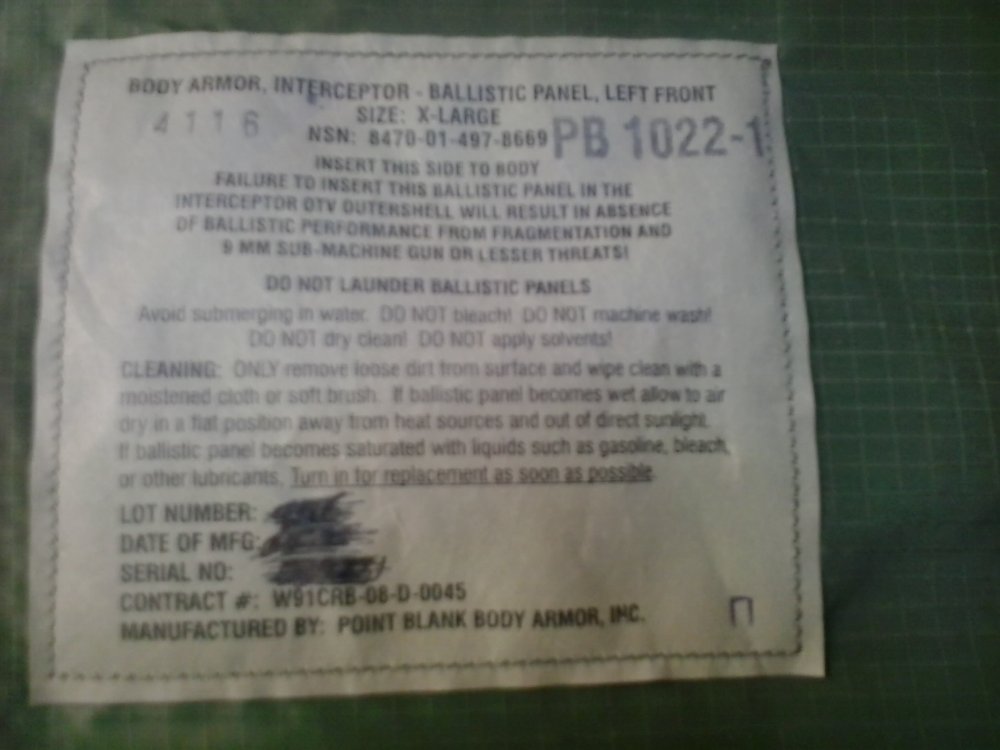 BODY ARMOR, INTERCEPTOR - BALLISTIC PANEL, LEFT FRONT
4116
SIZE: X-LARGE
NSN: 8470-01-497-8669
PB 1022-1
INSERT THIS SIDE TO BODY
FAILURE TO INSERT THIS BALLISTIC PANEL IN THE
INTERCEPTOR OTV OUTERSHELL WILL RESULT IN ABSENCE
OF BALLISTIC PERFORMANCE FROM FRAGMENTATION AND
9 MM SUB-MACHINE GUN OR LESSER THREATS!
DO NOT LAUNDER BALLISTIC PANELS
Avoid submerging in water. DO NOT bleach! DO NOT machine wash!
DO NOT dry clean! DO NOT apply solvents!
CLEANING: ONLY remove loose dirt from surface and wipe clean with a
moistened cloth or soft brush. If ballistic panel becomes wet allow to air
dry in a flat position away from heat sources and out of direct sunlight.
If ballistic panel becomes saturated with liquids such as gasoline, bleach,
or other lubricants, Turn in for replacement as soon as possible.
LOT NUMBER:
DATE OF MFG:
SERIAL NO:
CONTRACT #: W91CRB-08-D-0045
MANUFACTURED BY: POINT BLANK BODY ARMOR, INC.